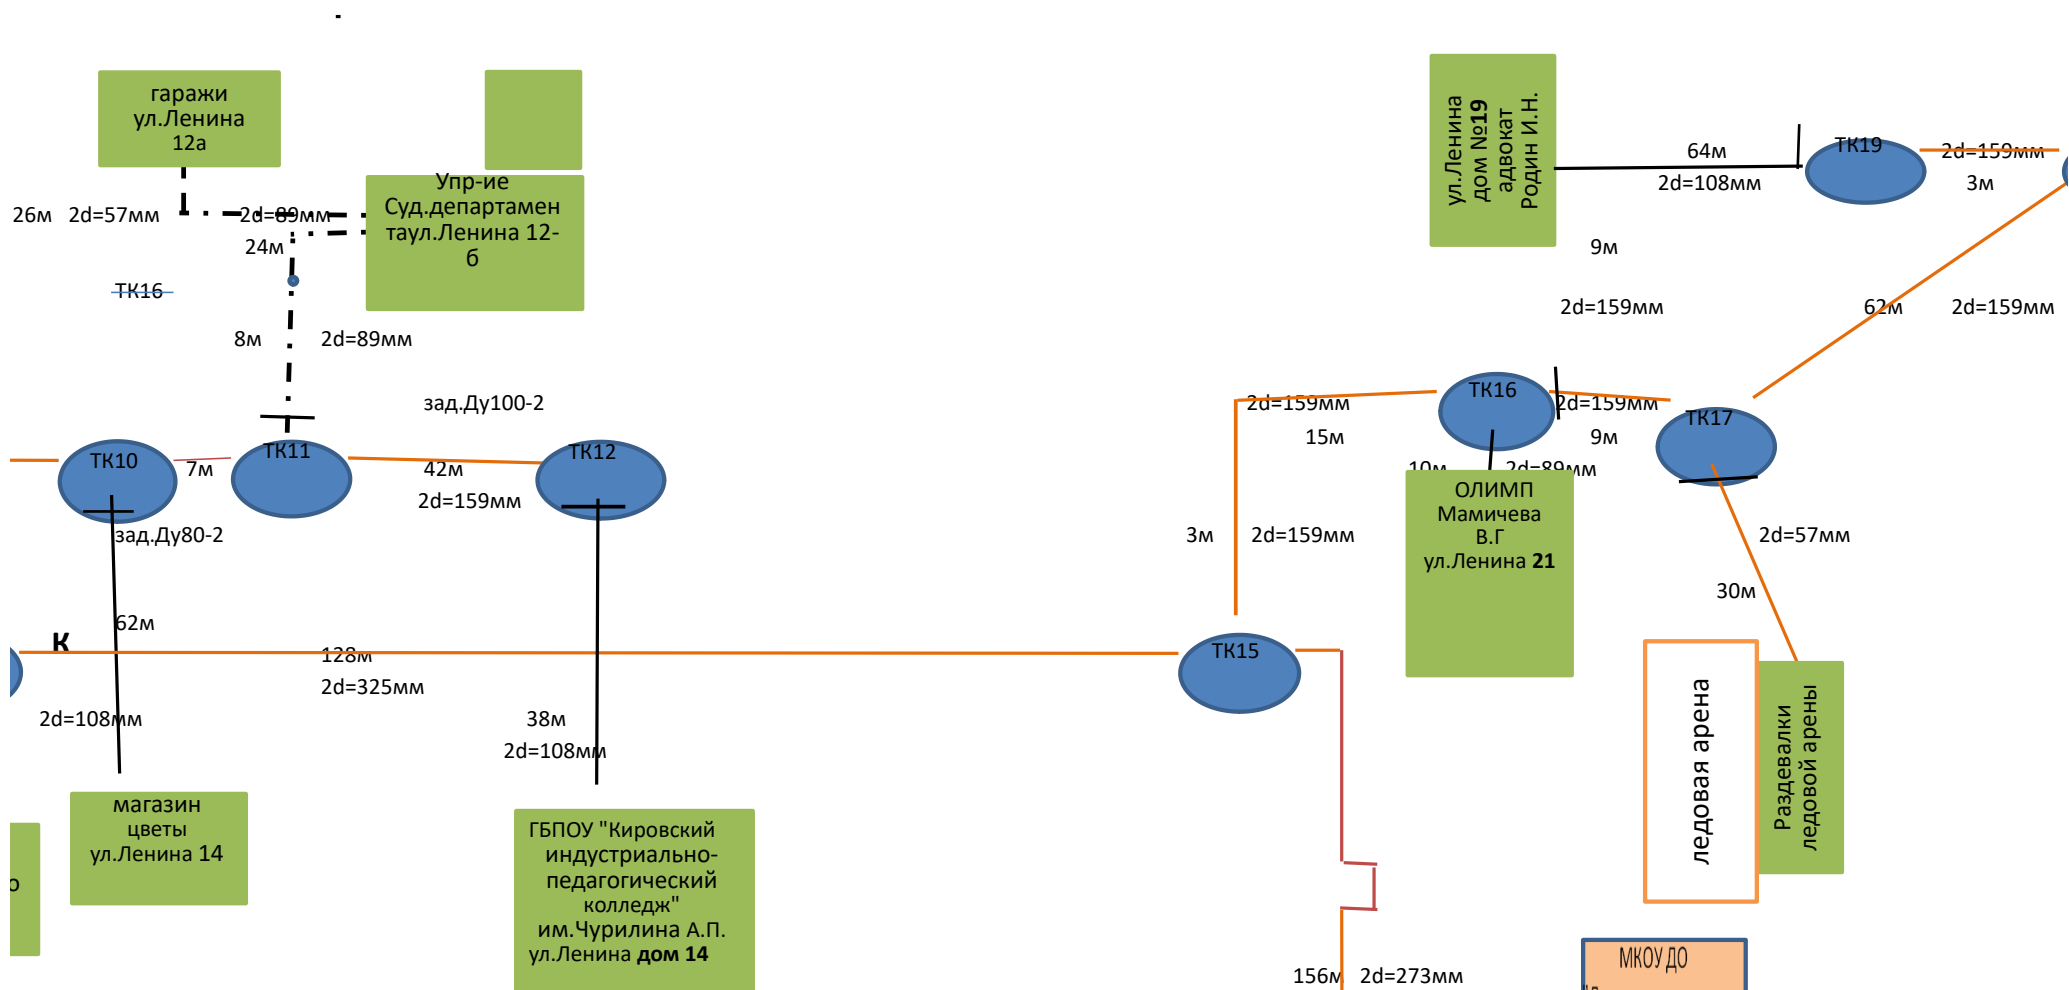 гаражи
ул.Ленина
12а
Упр-ие
Суд.департамен
таул.Ленина 12-
б
26м
2d=57мм
2d=89мм
24м
ТК16
8м
2d=89мм
зад.Ду100-2
ТК10
7м
ТК11
42м
2d=159мм
ТК12
зад.Ду80-2
62м
К
128м
2d=325мм
2d=108мм
38м
2d=108мм
магазин
цветы
ул.Ленина 14
о
ГБПОУ "Кировский
индустриально-
педагогический
колледж"
им.Чурилина А.П.
ул.Ленина дом 14
ул.Ленина
дом №19
адвокат
Родин И.Н.
64м
2d=108мм
ТК19
2d=159мм
3м
9м
2d=159мм
62м
2d=159мм
2d=159мм
15м
ТК16
2d=159мм
9м
ТК17
10м
2d=89мм
ОЛИМП
Мамичева
В.Г
ул.Ленина 21
3м
2d=159мм
2d=57мм
30м
ТК15
ледовая арена
Раздевалки
ледовой арены
156м
2d=273мм
МКОУ ДО